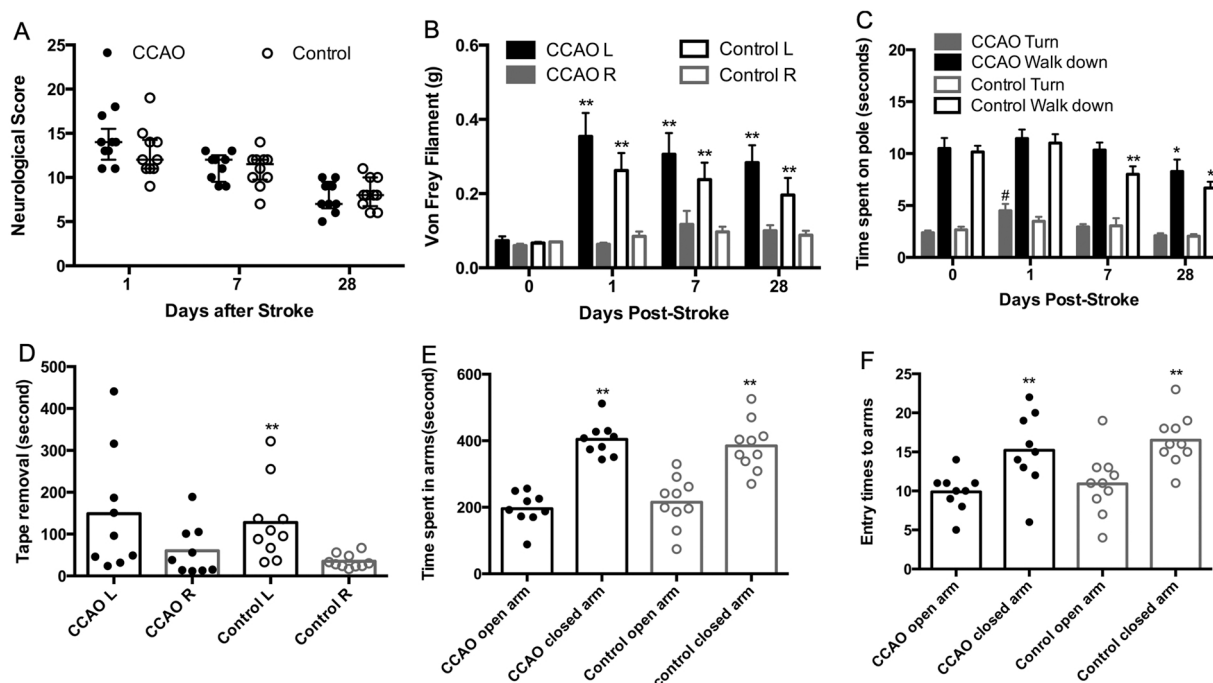 A
CCAO
Control
Neurological Score
25
20
15
10
5
0
1
7
28
Days after Stroke
B
CCAO L
CCAO R
Control L
Control R
Von Frey Filament (g)
0.6
0.4
0.2
0.0
**
**
**
**
**
**
0
1
7
28
Days Post-Stroke
C
CCAO Turn
CCAO Walk down
Control Turn
Control Walk down
Time spent on pole (seconds)
20
15
10
5
0
#
**
*
*
0
1
7
28
Days Post-Stroke
D
Tape removal (second)
500
400
300
200
100
0
**
CCAO L
CCAO R
Control L
Control R
E
Time spent in arms(second)
600
400
200
0
**
**
CCAO open arm
CCAO closed arm
Control open arm
control closed arm
F
Entry times to arms
25
20
15
10
5
0
**
**
CCAO open arm
CCAO closed arm
Conrol open arm
Control closed arm